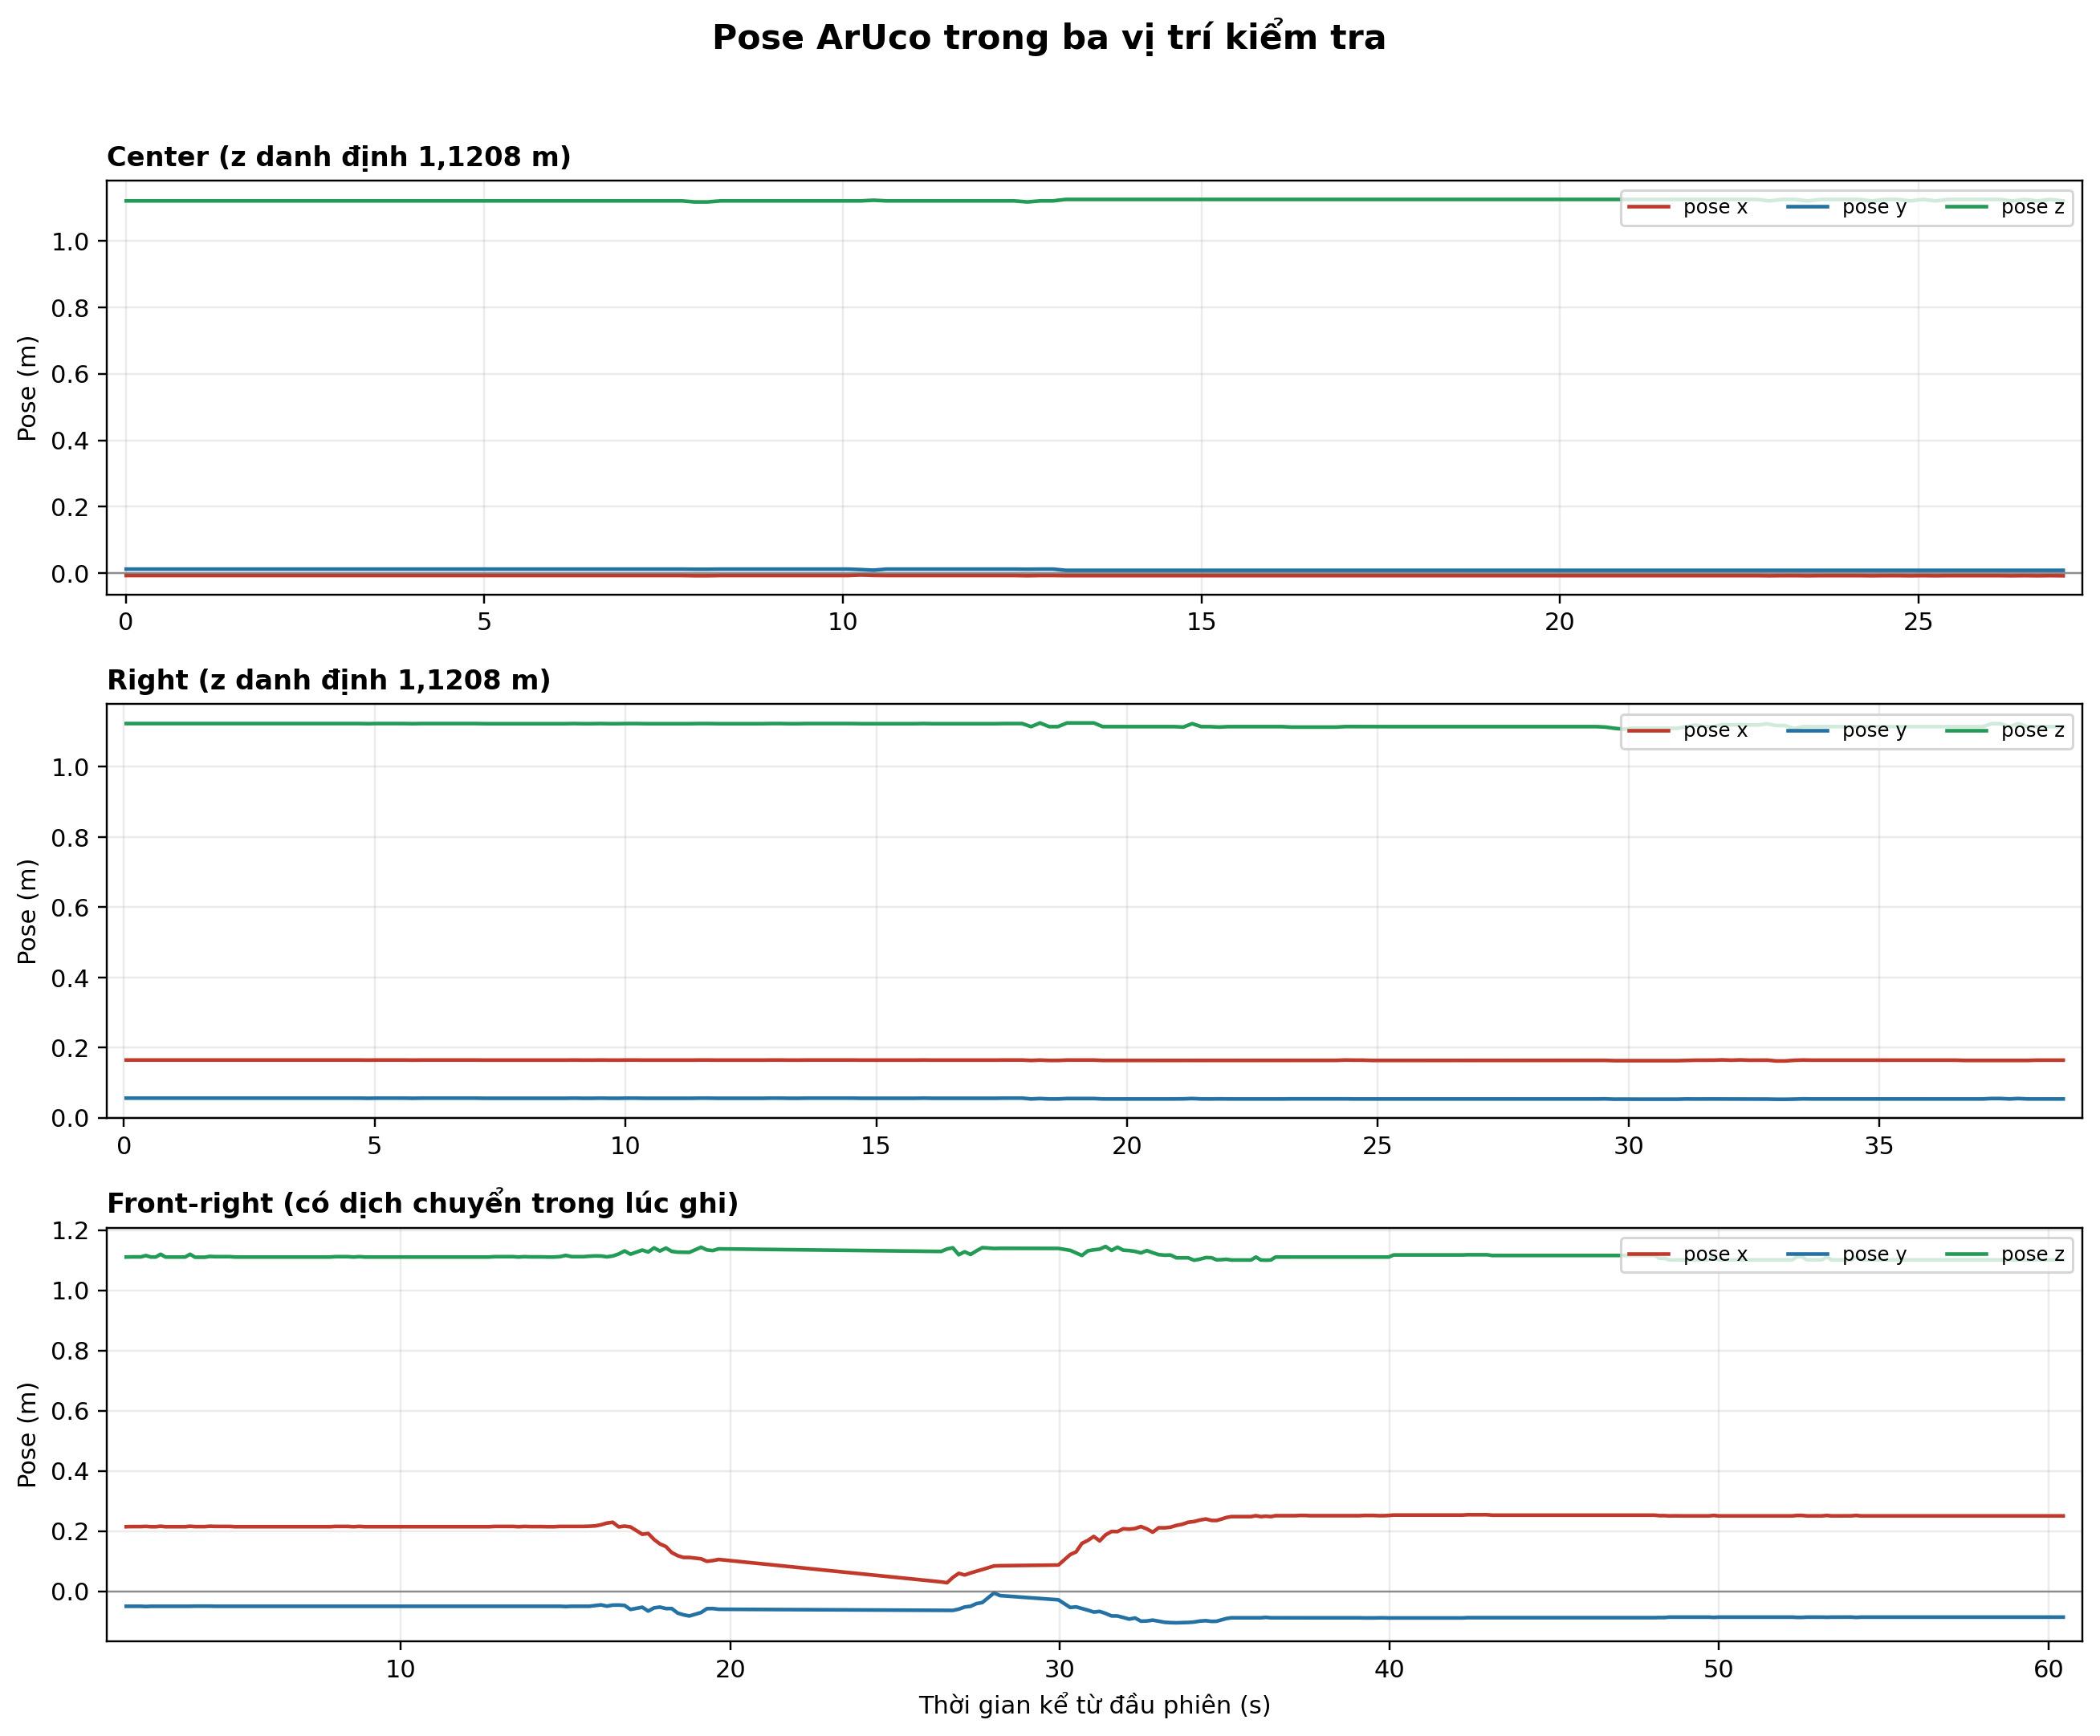 Pose ArUco trong ba vị trí kiểm tra
Center (z danh định 1,1208 m)
pose x pose y pose z
Pose (m)
1.0
0.8
0.6
0.4
0.2
0.0
0 5 10 15 20 25
Right (z danh định 1,1208 m)
pose x pose y pose z
Pose (m)
1.0
0.8
0.6
0.4
0.2
0.0
0 5 10 15 20 25 30 35
Front-right (có dịch chuyển trong lúc ghi)
pose x pose y pose z
Pose (m)
1.2
1.0
0.8
0.6
0.4
0.2
0.0
10 20 30 40 50 60
Thời gian kể từ đầu phiên (s)